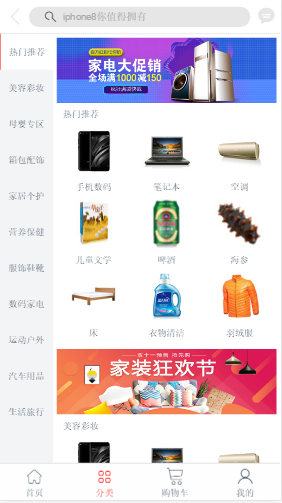 iphone8你值得拥有
热门推荐
美容彩妆
母婴专区
箱包配饰
家居个护
营养保健
服饰鞋靴
数码家电
运动户外
汽车用品
生活旅行
家电大促销
全场满1000减150
热门推荐
手机数码
笔记本
空调
儿童文学
啤酒
海参
床
衣物清洁
羽绒服
家装狂欢节
美容彩妆
首页
分类
购物车
我的